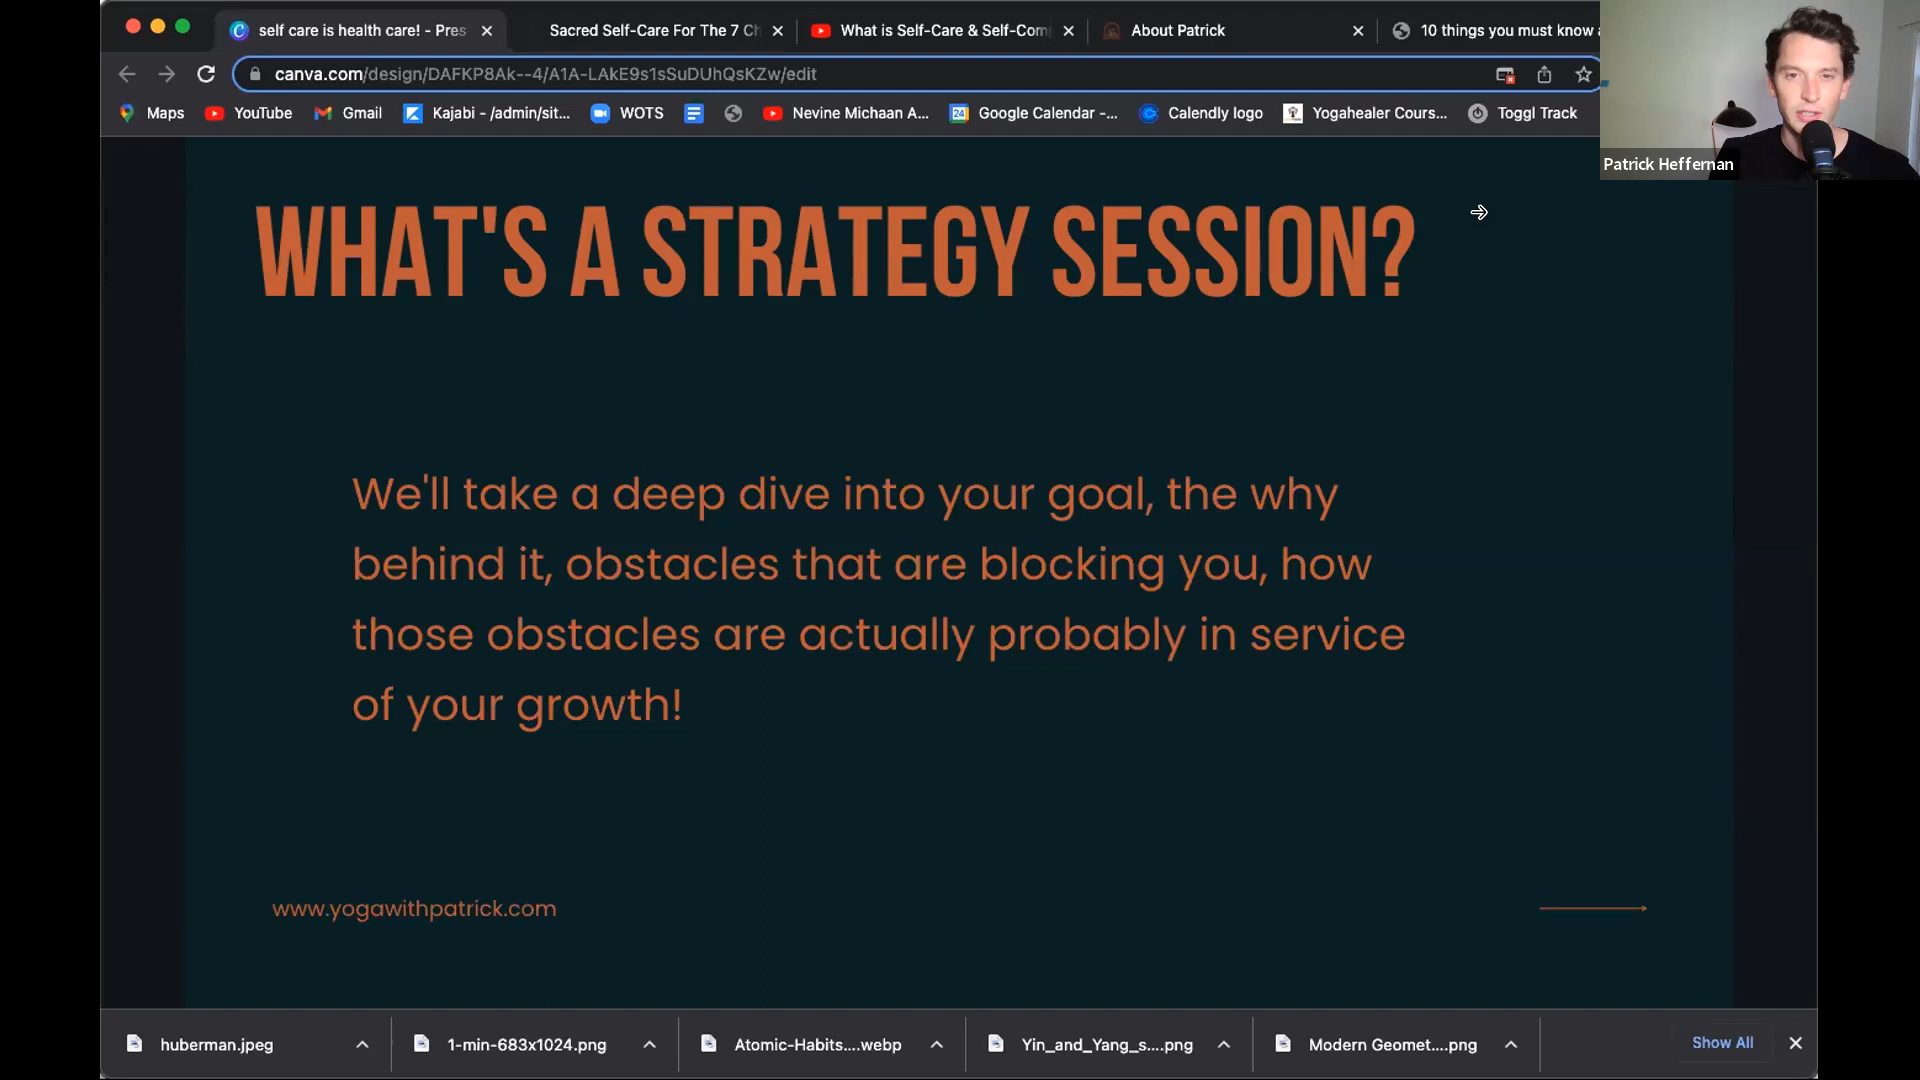 self care is health care! - Pres
Sacred Self-Care For The 7 Ch
What is Self-Care & Self-Com
About Patrick
10 things you must know a
canva.com/design/DAFKP8Ak--4/A1A-LAkE9s1sSuDUhQsKZw/edit
Maps
YouTube
Gmail
Kajabi - /admin/sit...
WOTS
Nevine Michaan A...
24
Google Calendar -...
Calendly logo
Yogahealer Cours...
Toggl Track
Patrick Heffernan
WHAT'S A STRATEGY SESSION?
We'll take a deep dive into your goal, the why
behind it, obstacles that are blocking you, how
those obstacles are actually probably in service
of your growth!
www.yogawithpatrick.com
huberman.jpeg
1-min-683x1024.png
Atomic-Habits....webp
Yin_and_Yang_s....png
Modern Geomet....png
Show All